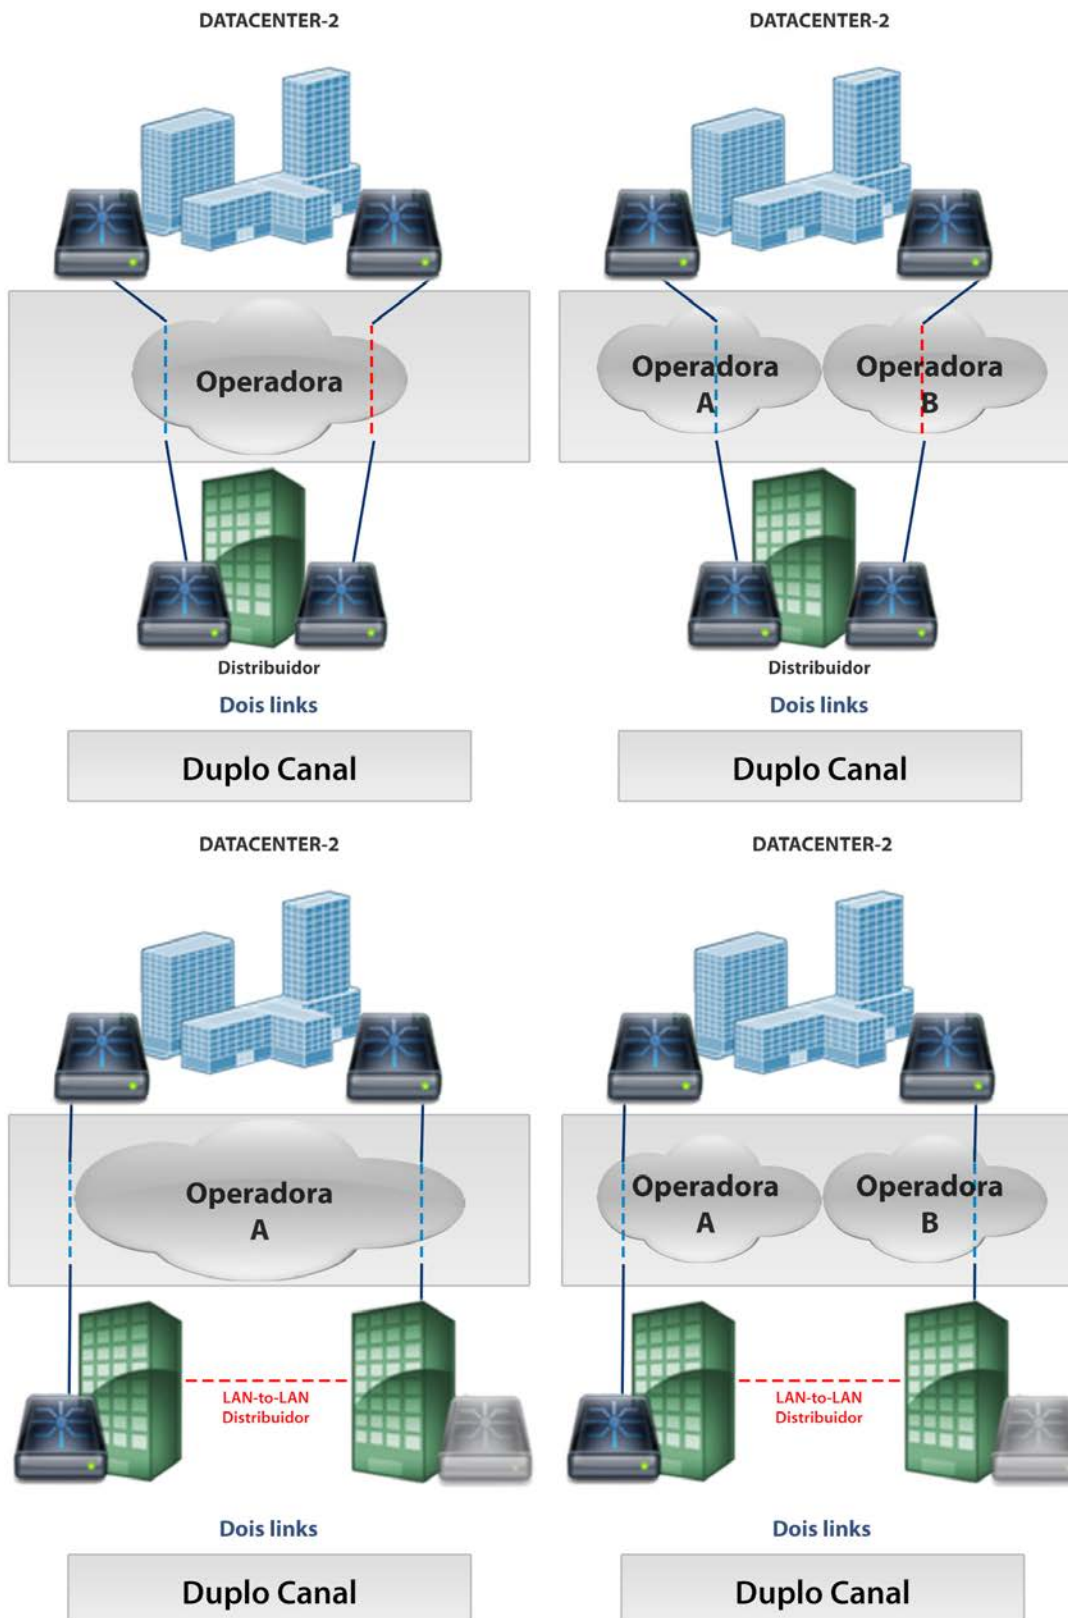 DATACENTER-2
Operadora
Distribuidor
Dois links
Duplo Canal
DATACENTER-2
Operadora
A
Operadora
B
Distribuidor
Dois links
Duplo Canal
DATACENTER-2
Operadora
A
LAN-to-LAN
Distribuidor
Dois links
Duplo Canal
DATACENTER-2
Operadora
A
Operadora
B
LAN-to-LAN
Distribuidor
Dois links
Duplo Canal